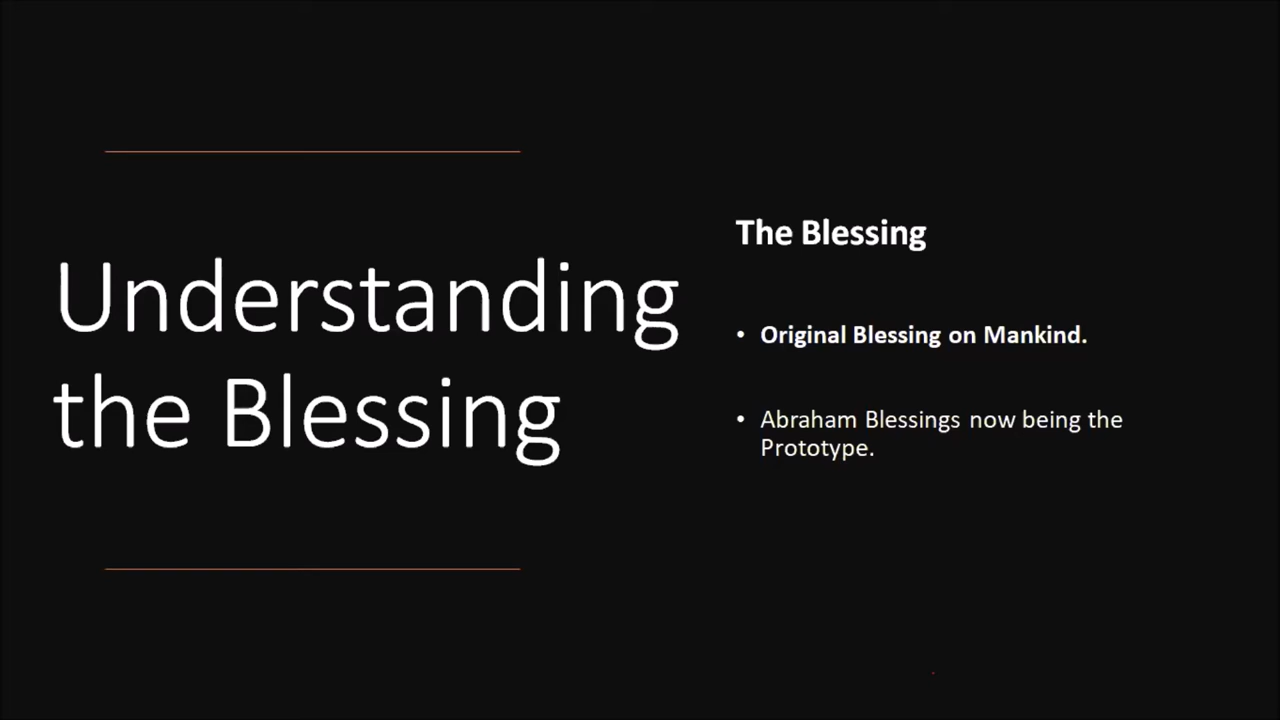 Understanding
the Blessing
The Blessing
• Original Blessing on Mankind.
• Abraham Blessings now being the
Prototype.